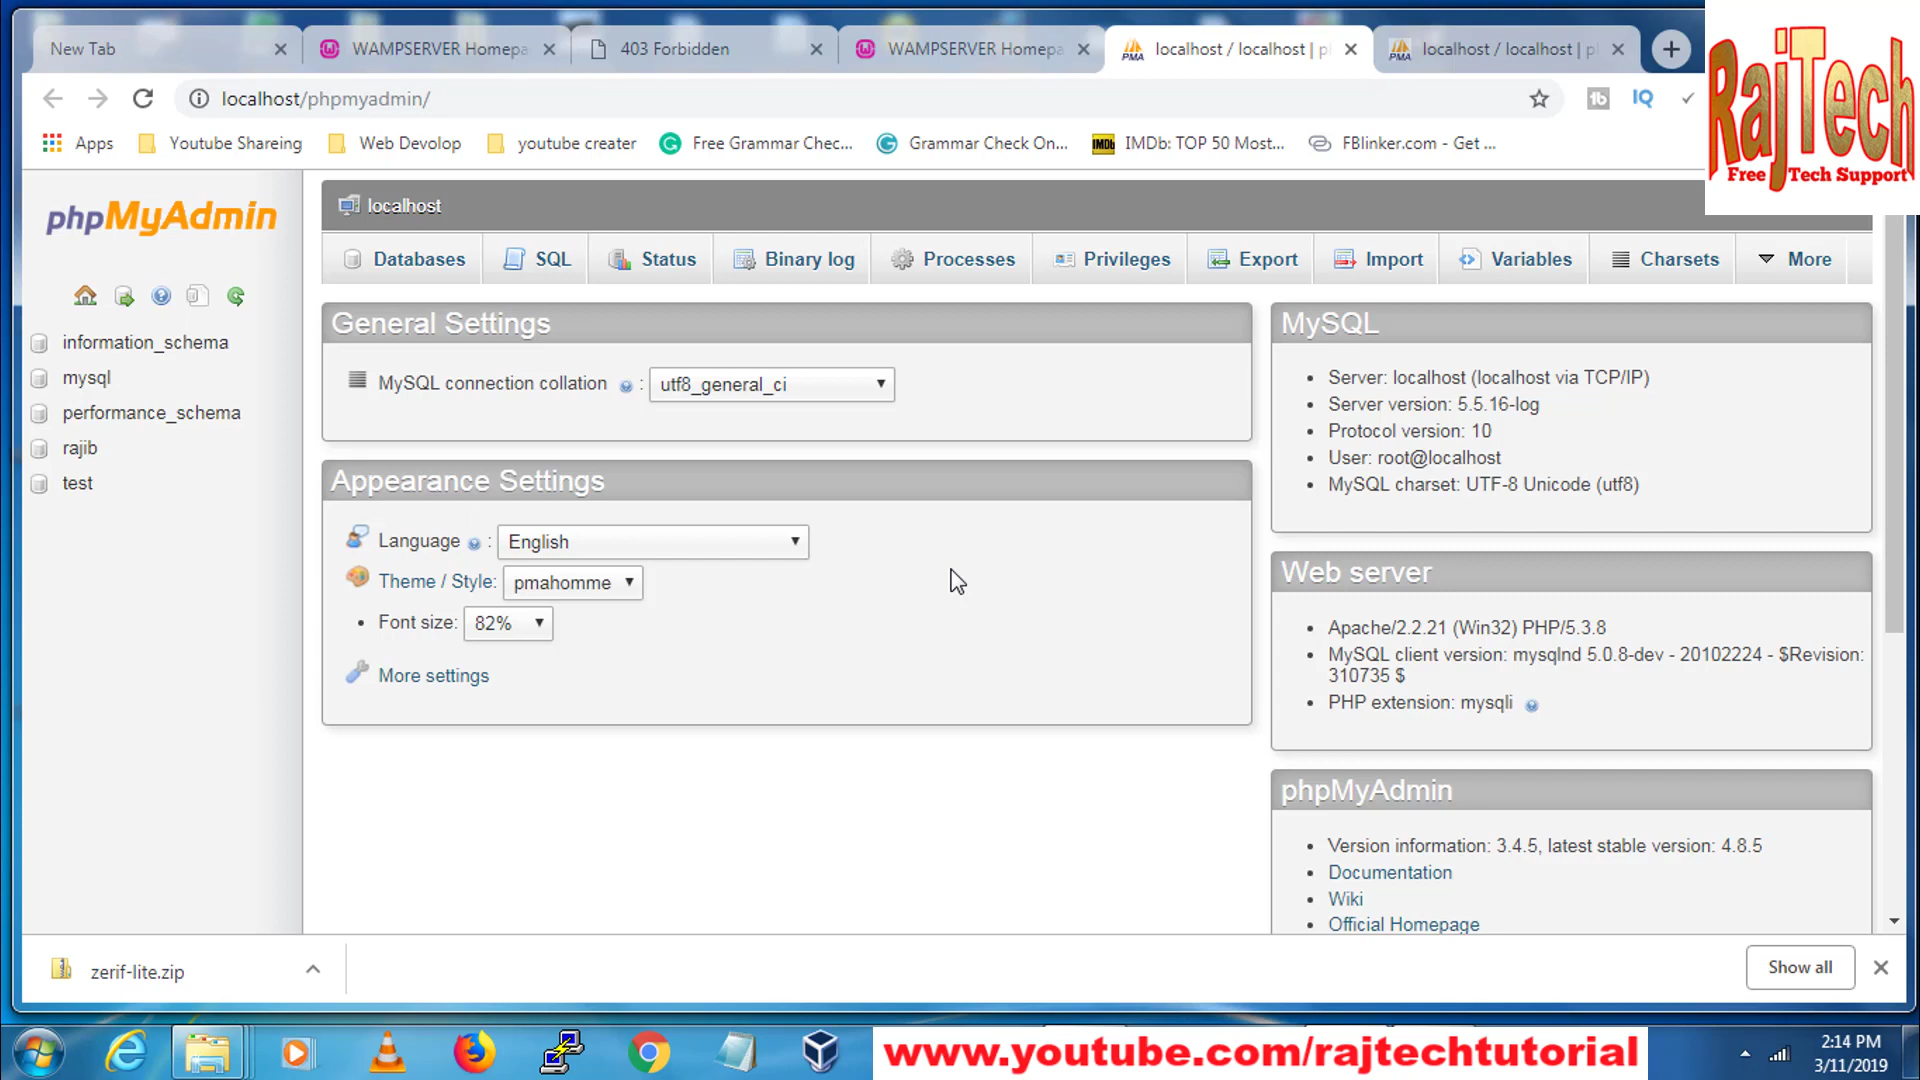 New Tab
WAMPSERVER Homepa
403 Forbidden
WAMPSERVER Homepa
PMA
localhost / localhost | p
PMA
localhost / localhost | p
RajTech
Free Tech Support
localhost/phpmyadmin/
IQ
Apps
Youtube Shareing
Web Devolop
youtube creater
Free Grammar Chec...
Grammar Check On...
IMDb
IMDb: TOP 50 Most...
FBlinker.com - Get ...
phpMyAdmin
localhost
Databases
SQL
Status
Binary log
Processes
Privileges
Export
Import
Variables
Charsets
More
information_schema
mysql
performance_schema
rajib
test
General Settings
MySQL connection collation :
utf8_general_ci
Appearance Settings
Language : English
Theme / Style: pmahomme
Font size: 82%
More settings
MySQL
Server: localhost (localhost via TCP/IP)
Server version: 5.5.16-log
Protocol version: 10
User: root@localhost
MySQL charset: UTF-8 Unicode (utf8)
Web server
Apache/2.2.21 (Win32) PHP/5.3.8
MySQL client version: mysqlnd 5.0.8-dev - 20102224 - $Revision:
310735 $
PHP extension: mysqli
phpMyAdmin
Version information: 3.4.5, latest stable version: 4.8.5
Documentation
Wiki
Official Homepage
zerif-lite.zip
Show all
www.youtube.com/rajtechtutorial
2:14 PM
3/11/2019